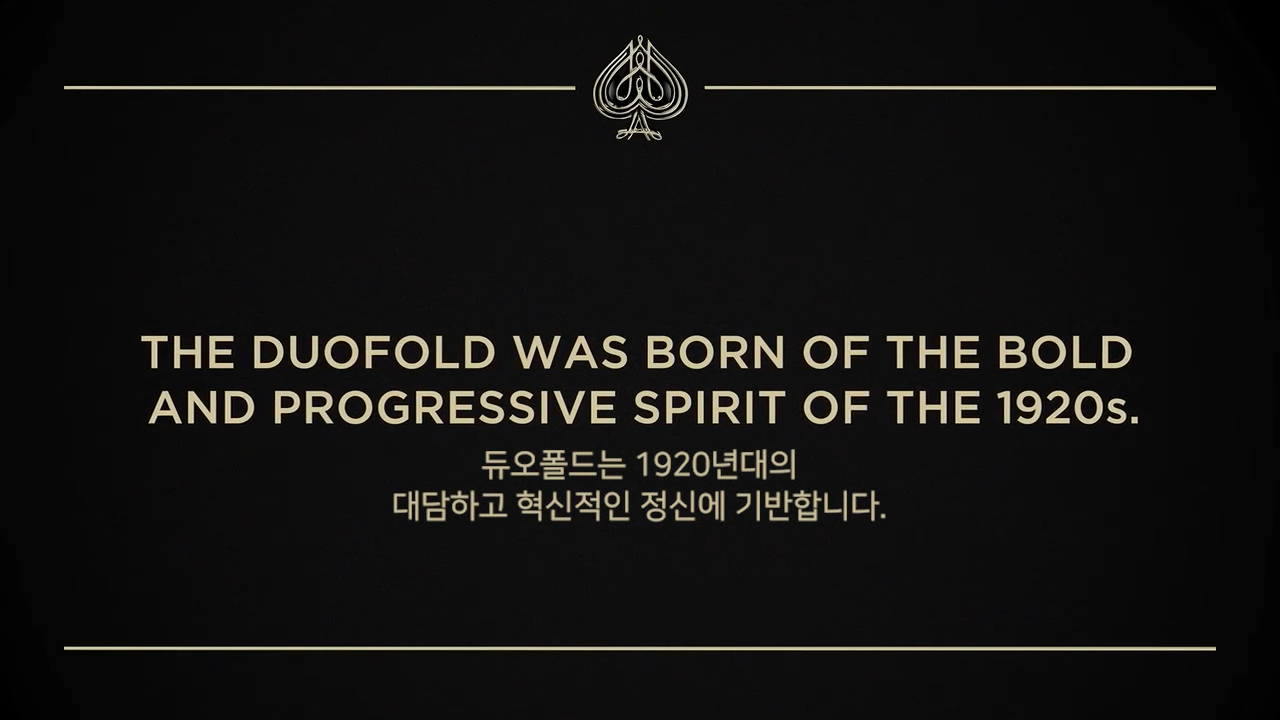 THE DUOFOLD WAS BORN OF THE BOLD
AND PROGRESSIVE SPIRIT OF THE 1920s.
듀오폴드는 1920년대의
대담하고 혁신적인 정신에 기반합니다.